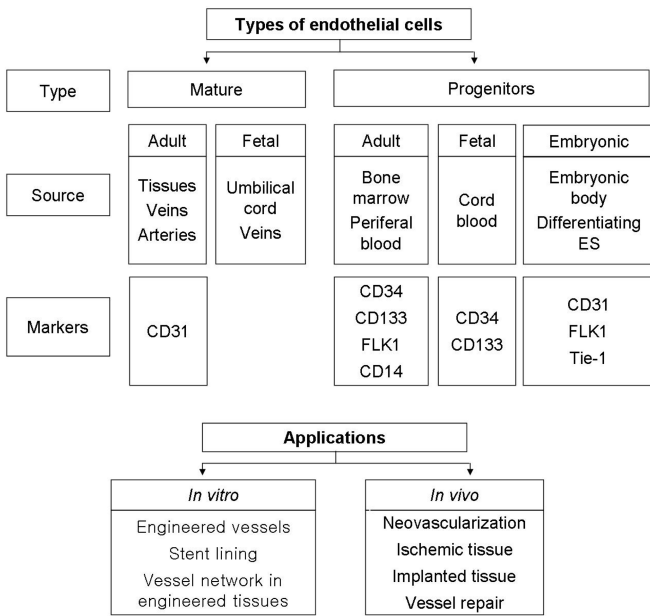 Types of endothelial cells
Type
Mature
Progenitors
Source
Adult
Tissues
Veins
Arteries
Fetal
Umbilical
cord
Veins
Adult
Bone
marrow
Periferal
blood
Fetal
Cord
blood
Embryonic
Embryonic
body
Differentiating
ES
Markers
CD31
CD34
CD133
FLK1
CD14
CD34
CD133
CD31
FLK1
Tie-1
Applications
In vitro
Engineered vessels
Stent lining
Vessel network in
engineered tissues
In vivo
Neovascularization
Ischemic tissue
Implanted tissue
Vessel repair